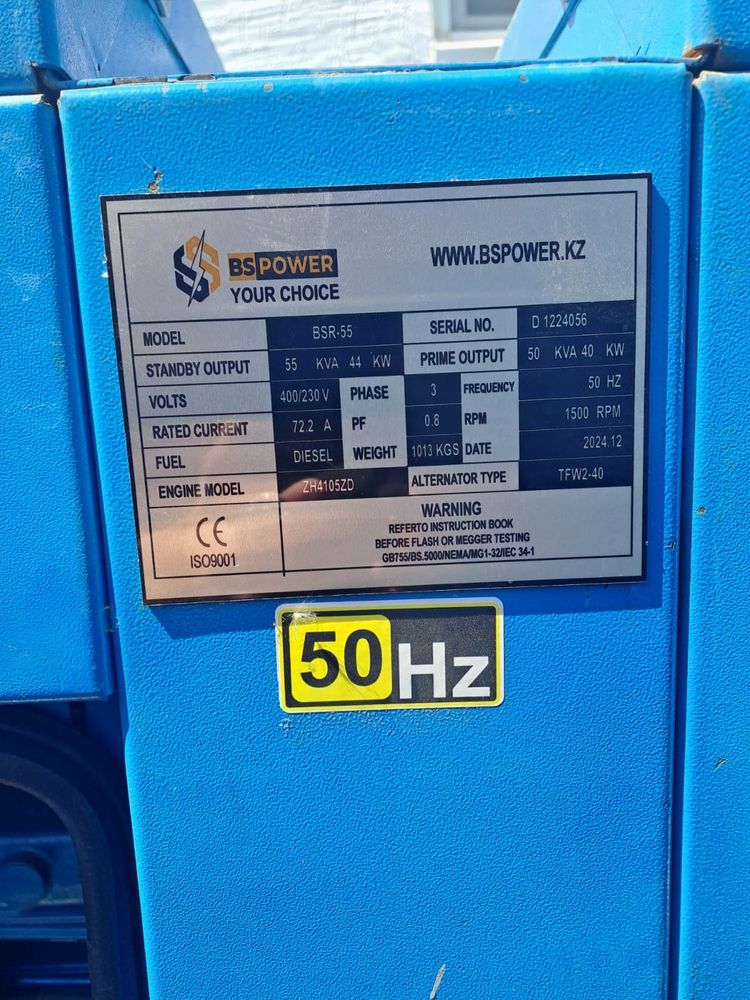 BSPOWER
YOUR CHOICE
WWW.BSPOWER.KZ
MODEL BSR-55 SERIAL NO. D 1224056
STANDBY OUTPUT 55 KVA 44 KW PRIME OUTPUT 50 KVA 40 KW
VOLTS 400/230 V PHASE 3 FREQUENCY 50 HZ
RATED CURRENT 72.2 A PF 0.8 RPM 1500 RPM
FUEL DIESEL WEIGHT 1013 KGS DATE 2024.12
ENGINE MODEL ZH4105ZD ALTERNATOR TYPE TFW2-40
CE
ISO9001
WARNING
REFERTO INSTRUCTION BOOK
BEFORE FLASH OR MEGGER TESTING
GB755/BS.5000/NEMA/MG1-32/IEC 34-1
50Hz